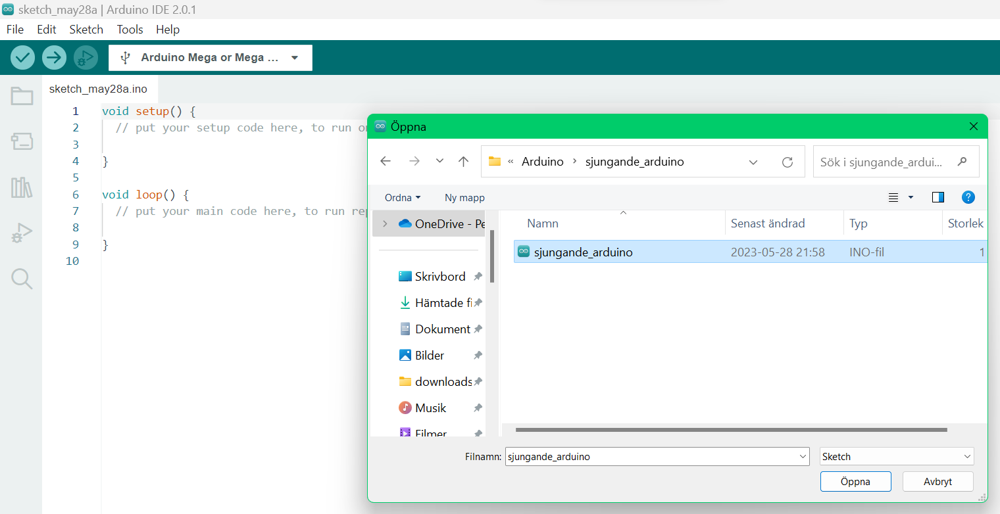 sketch_may28a | Arduino IDE 2.0.1
File Edit Sketch Tools Help
Arduino Mega or Mega ...
sketch_may28a.ino
1 void setup() {
2 // put your setup code here, to run
3
4 }
5
6 void loop() {
7 // put your main code here, to run
8
9 }
10
Öppna
« Arduino › sjungande_arduino
Sök i sjungande_ardui...
Ordna Ny mapp
OneDrive - Pe
Skrivbord
Hämtade fi
Dokument
Bilder
downloads
Musik
Filmer
Namn Senast ändrad Typ Storlek
sjungande_arduino 2023-05-28 21:58 INO-fil 1
Filnamn: sjungande_arduino Sketch
Öppna Avbryt